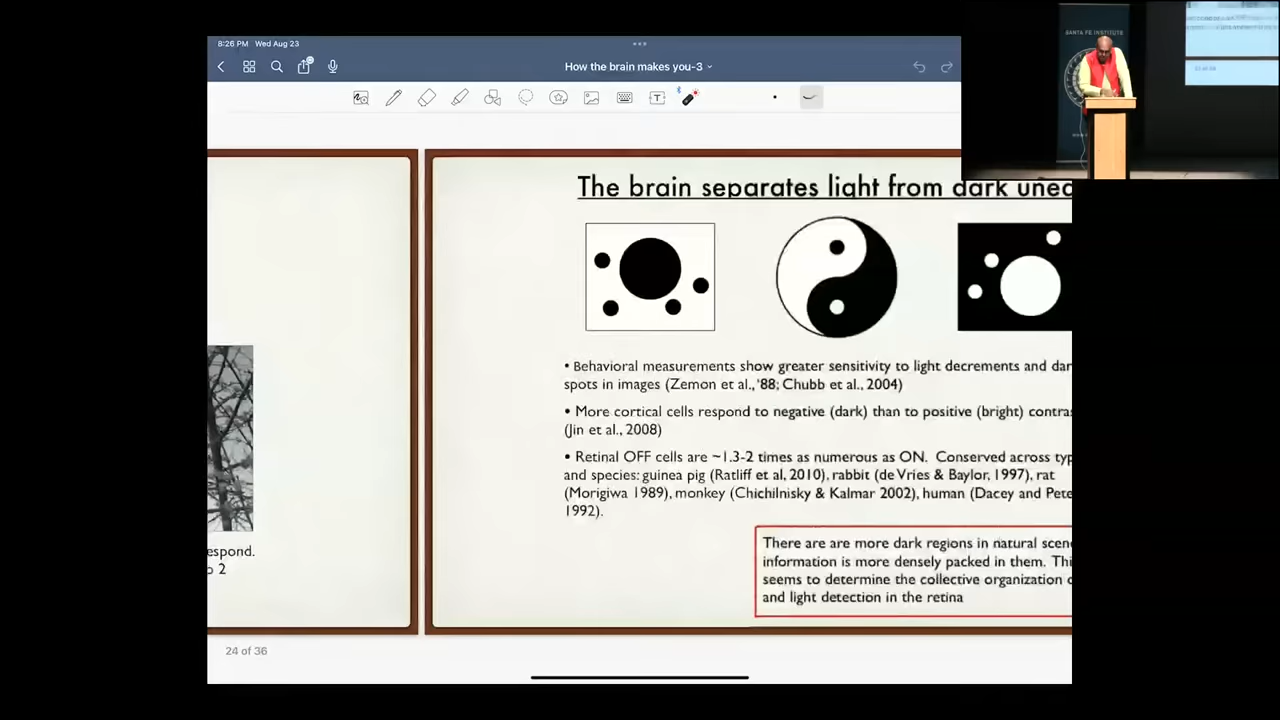 8:26 PM Wed Aug 23
How the brain makes you-3
SANTA FE INSTITUTE
The brain separates light from dark uneq
• Behavioral measurements show greater sensitivity to light decrements and dar
spots in images (Zemon et al., '88; Chubb et al., 2004)
• More cortical cells respond to negative (dark) than to positive (bright) contras
(Jin et al., 2008)
• Retinal OFF cells are ~1.3-2 times as numerous as ON. Conserved across typ
and species: guinea pig (Ratliff et al, 2010), rabbit (de Vries & Baylor, 1997), rat
(Morigiwa 1989), monkey (Chichilnisky & Kalmar 2002), human (Dacey and Pete
1992).
espond.
o 2
There are are more dark regions in natural scene
information is more densely packed in them. Thi
seems to determine the collective organization o
and light detection in the retina
24 of 36